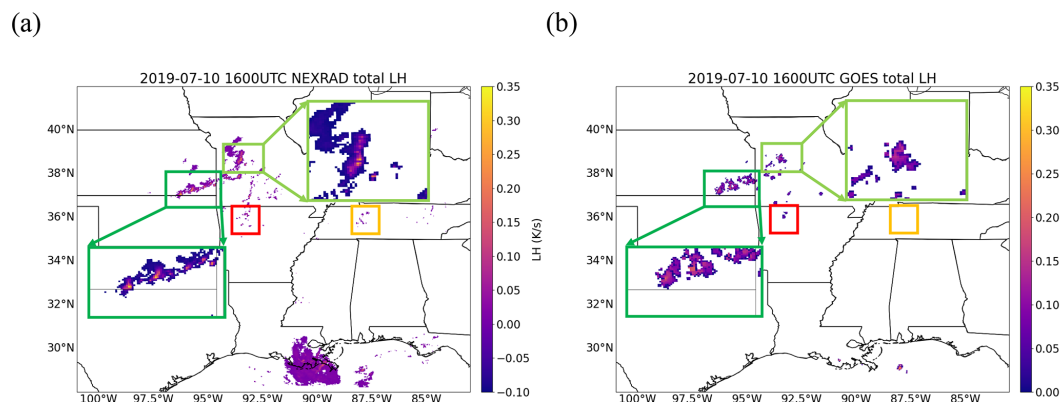 (a)
(b)
2019-07-10 1600UTC NEXRAD total LH
2019-07-10 1600UTC GOES total LH
40°N
38°N
36°N
34°N
32°N
30°N
100°W 97.5°W 95°W 92.5°W 90°W 87.5°W 85°W
0.35
0.30
0.25
0.20
0.15
0.10
0.05
0.00
−0.05
−0.10
LH (K/s)
40°N
38°N
36°N
34°N
32°N
30°N
100°W 97.5°W 95°W 92.5°W 90°W 87.5°W 85°W
0.35
0.30
0.25
0.20
0.15
0.10
0.05
0.00